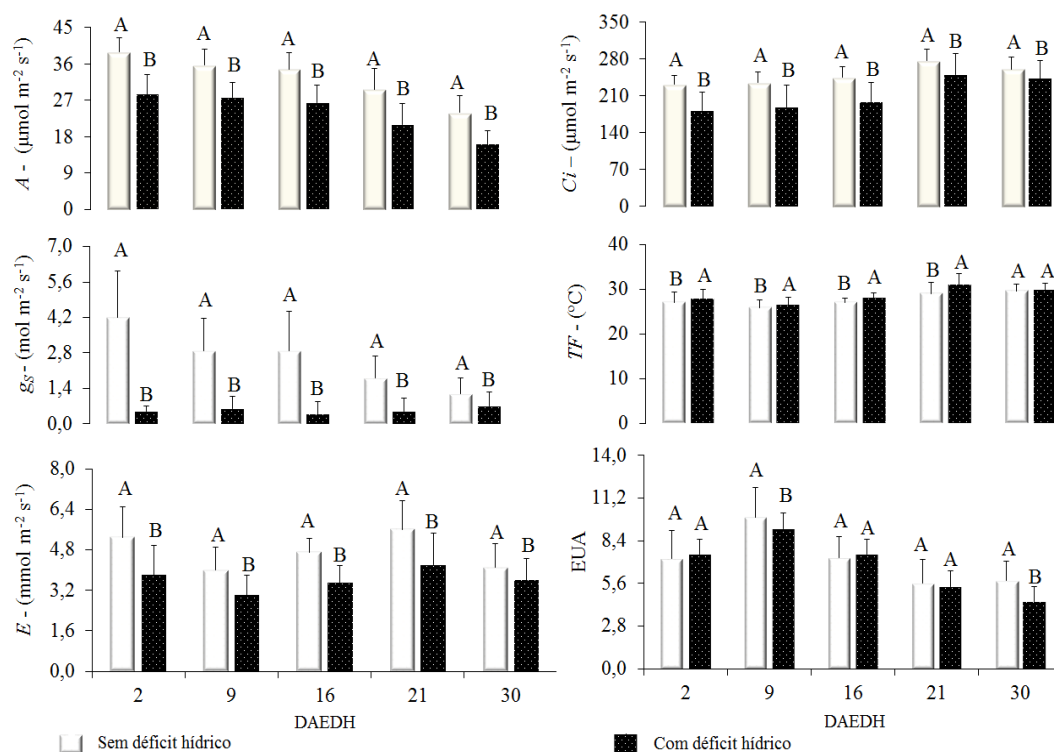 A - (µmol m⁻² s⁻¹)
45
36
27
18
9
0
A B A B A B A B A B
Ci – (µmol m⁻² s⁻¹)
350
280
210
140
70
0
A B A B A B A B A B
gS- (mol m⁻² s⁻¹)
7,0
5,6
4,2
2,8
1,4
0,0
A B A B A B A B A B
TF - (°C)
40
30
20
10
0
B A B A B A B A A A
E - (mmol m⁻² s⁻¹)
8,0
6,4
4,8
3,2
1,6
0,0
A B A B A B A B A B
2 9 16 21 30
DAEDH
EUA
14,0
11,2
8,4
5,6
2,8
0,0
A A A B A A A A A B
2 9 16 21 30
DAEDH
Sem déficit hídrico
Com déficit hídrico